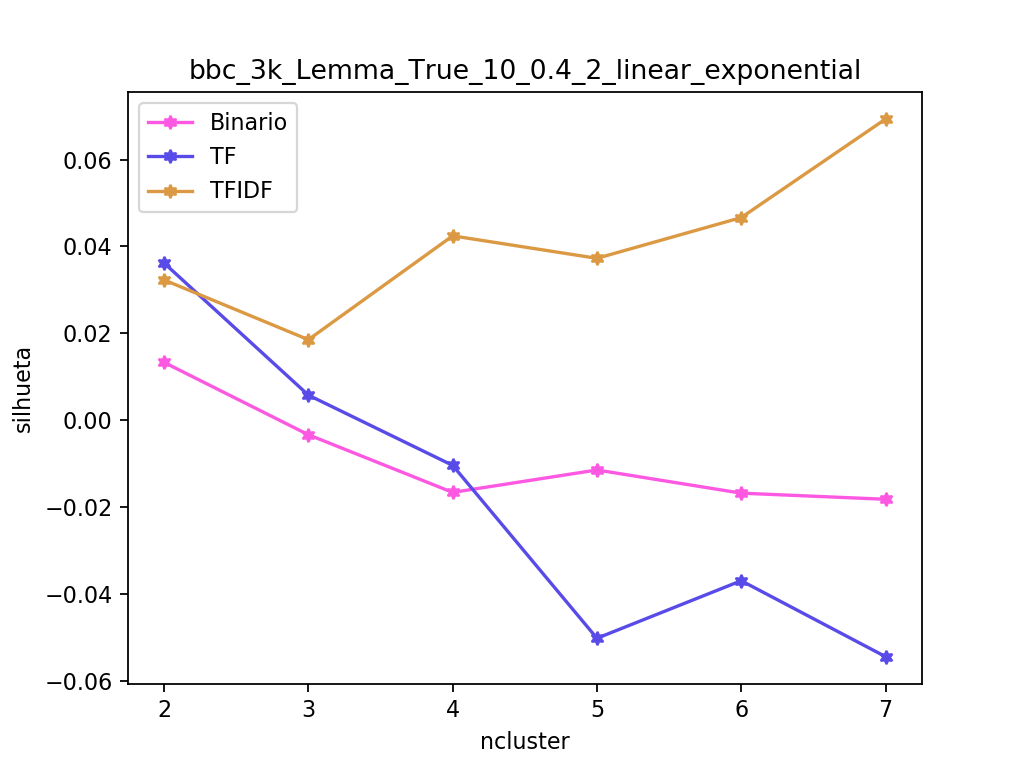 bbc_3k_Lemma_True_10_0.4_2_linear_exponential
Binario
TF
TFIDF
0.06
0.04
0.02
0.00
−0.02
−0.04
−0.06
silhueta
2 3 4 5 6 7
ncluster